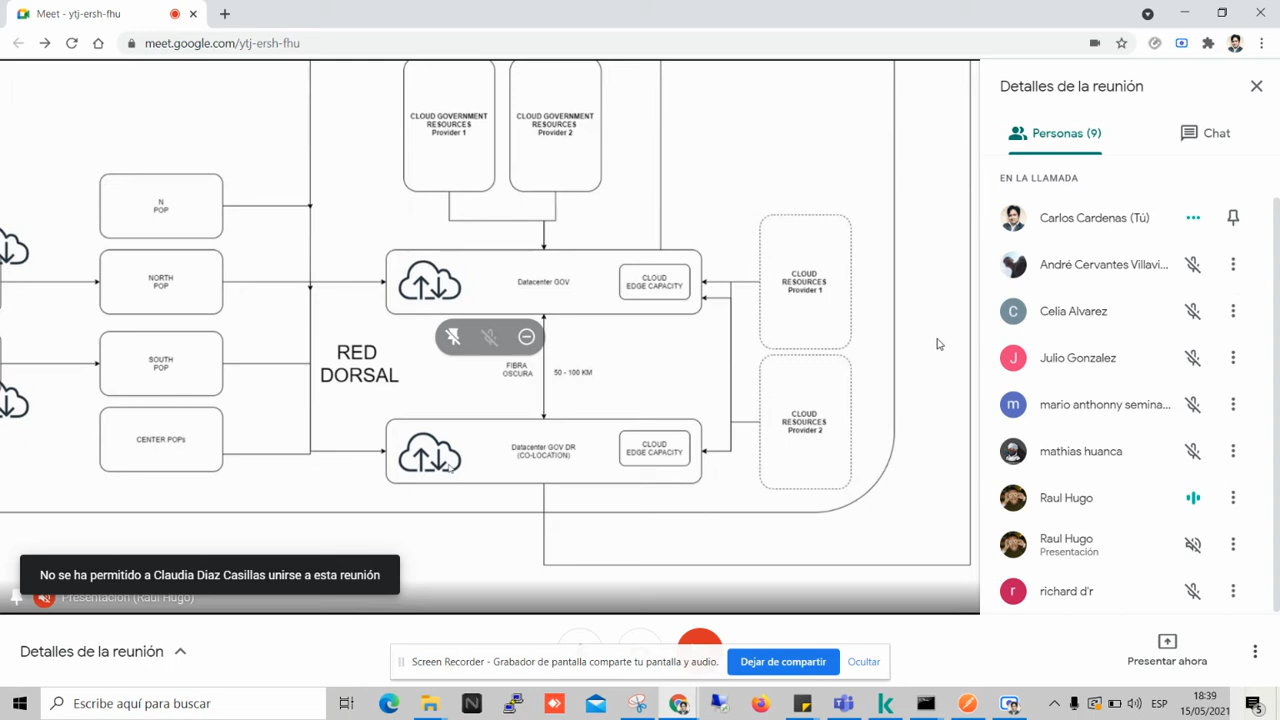 Meet - ytj-ersh-fhu
meet.google.com/ytj-ersh-fhu
CLOUD GOVERNMENT
RESOURCES
Provider 1
CLOUD GOVERNMENT
RESOURCES
Provider 2
N
POP
NORTH
POP
SOUTH
POP
CENTER POPs
RED
DORSAL
Datacenter GOV
CLOUD
EDGE CAPACITY
FIBRA
OSCURA
50 - 100 KM
Datacenter GOV DR
(CO-LOCATION)
CLOUD
EDGE CAPACITY
CLOUD
RESOURCES
Provider 1
CLOUD
RESOURCES
Provider 2
No se ha permitido a Claudia Diaz Casillas unirse a esta reunión
Presentación (Raul Hugo)
Detalles de la reunión
Personas (9)
Chat
EN LA LLAMADA
Carlos Cardenas (Tú)
André Cervantes Villavi...
C
Celia Alvarez
J
Julio Gonzalez
m
mario anthonny semina...
mathias huanca
Raul Hugo
Raul Hugo
Presentación
r
richard d'r
Detalles de la reunión
Screen Recorder - Grabador de pantalla comparte tu pantalla y audio.
Dejar de compartir
Ocultar
Presentar ahora
Escribe aquí para buscar
ESP
18:39
15/05/2021
5